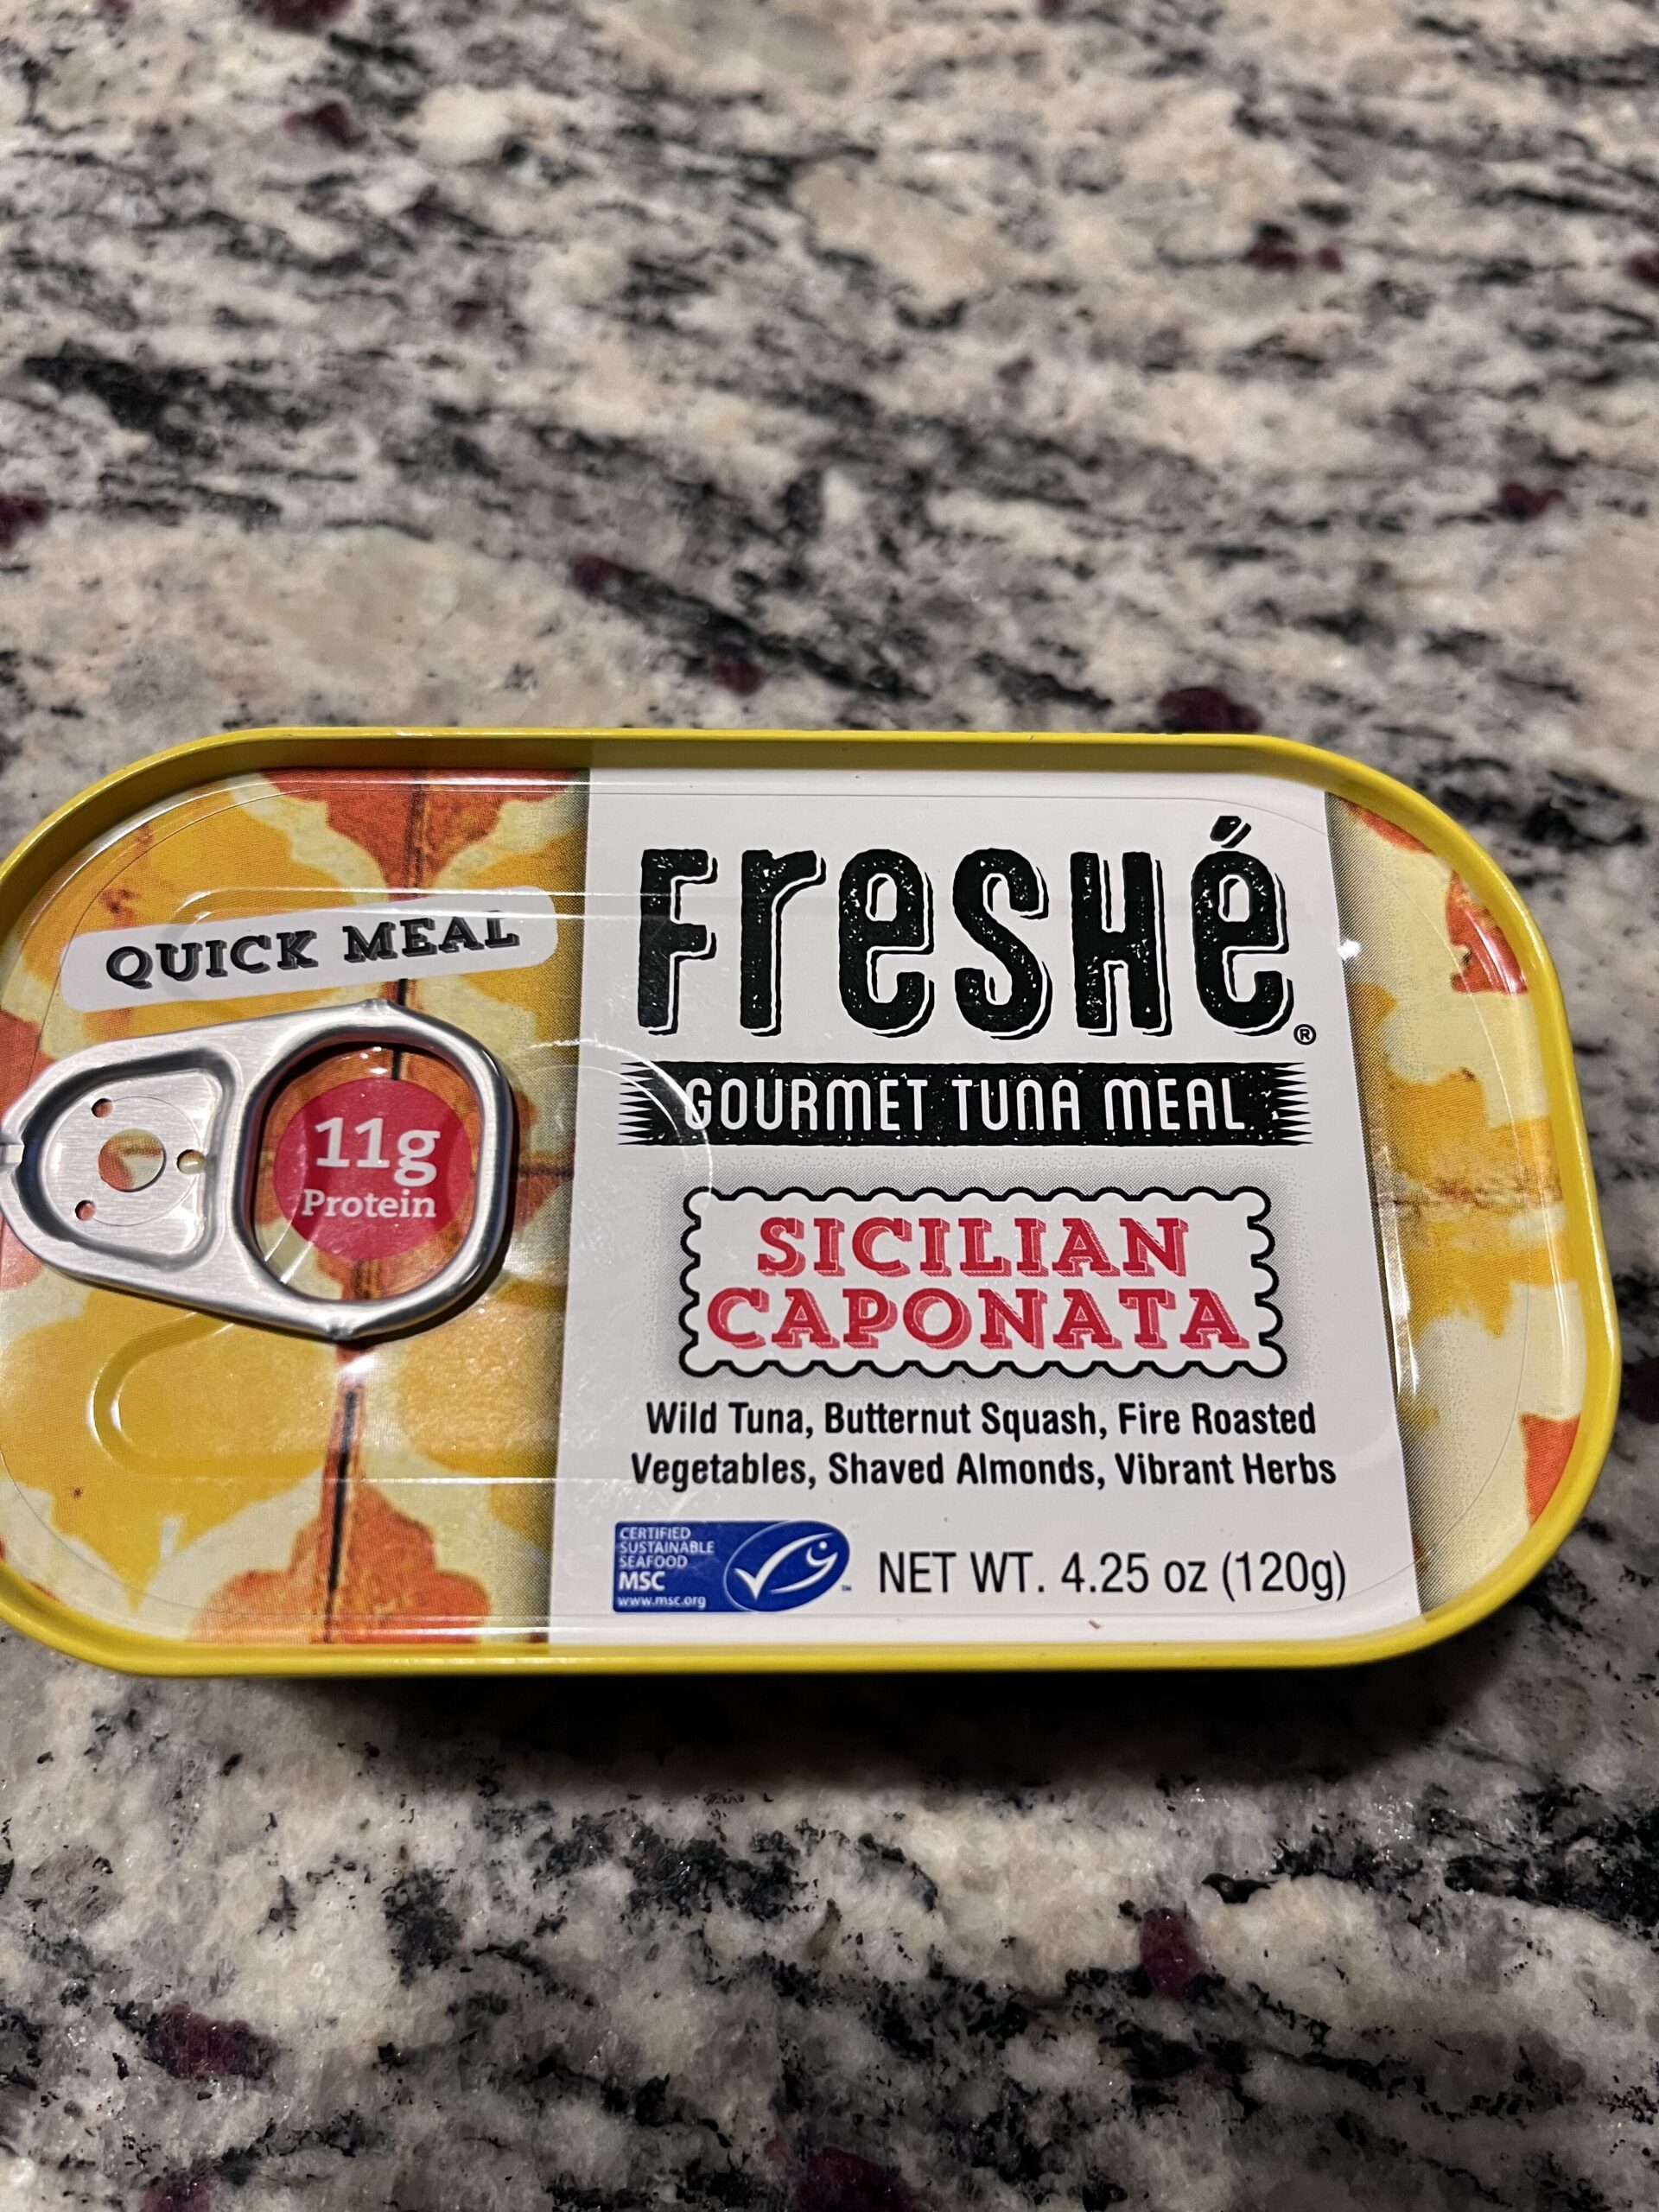 QUICK MEAL
11g
Protein
Freshé®
GOURMET TUNA MEAL
SICILIAN
CAPONATA
Wild Tuna, Butternut Squash, Fire Roasted
Vegetables, Shaved Almonds, Vibrant Herbs
CERTIFIED
SUSTAINABLE
SEAFOOD
MSC
www.msc.org
™
NET WT. 4.25 oz (120g)